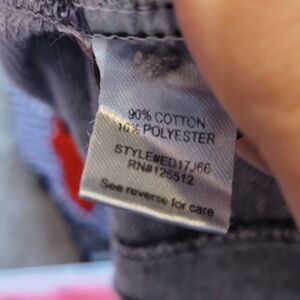 90% COTTON
10% POLYESTER
STYLE#ED17J66
RN#126512
See reverse for care